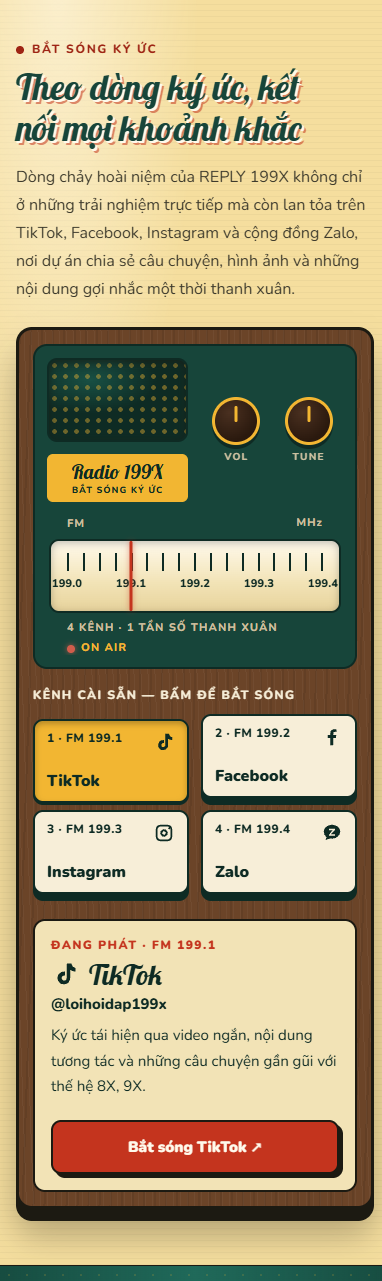 BẮT SÓNG KÝ ỨC
Theo dòng ký ức, kết
nối mọi khoảnh khắc
Dòng chảy hoài niệm của REPLY 199X không chỉ
ở những trải nghiệm trực tiếp mà còn lan tỏa trên
TikTok, Facebook, Instagram và cộng đồng Zalo,
nơi dự án chia sẻ câu chuyện, hình ảnh và những
nội dung gợi nhắc một thời thanh xuân.
Radio 199X
BẮT SÓNG KÝ ỨC
VOL
TUNE
FM
MHz
199.0 199.1 199.2 199.3 199.4
4 KÊNH · 1 TẦN SỐ THANH XUÂN
ON AIR
KÊNH CÀI SẴN — BẤM ĐỂ BẮT SÓNG
1 · FM 199.1
TikTok
2 · FM 199.2
Facebook
3 · FM 199.3
Instagram
4 · FM 199.4
Zalo
ĐANG PHÁT · FM 199.1
TikTok
@loihoidap199x
Ký ức tái hiện qua video ngắn, nội dung
tương tác và những câu chuyện gần gũi với
thế hệ 8X, 9X.
Bắt sóng TikTok ↗